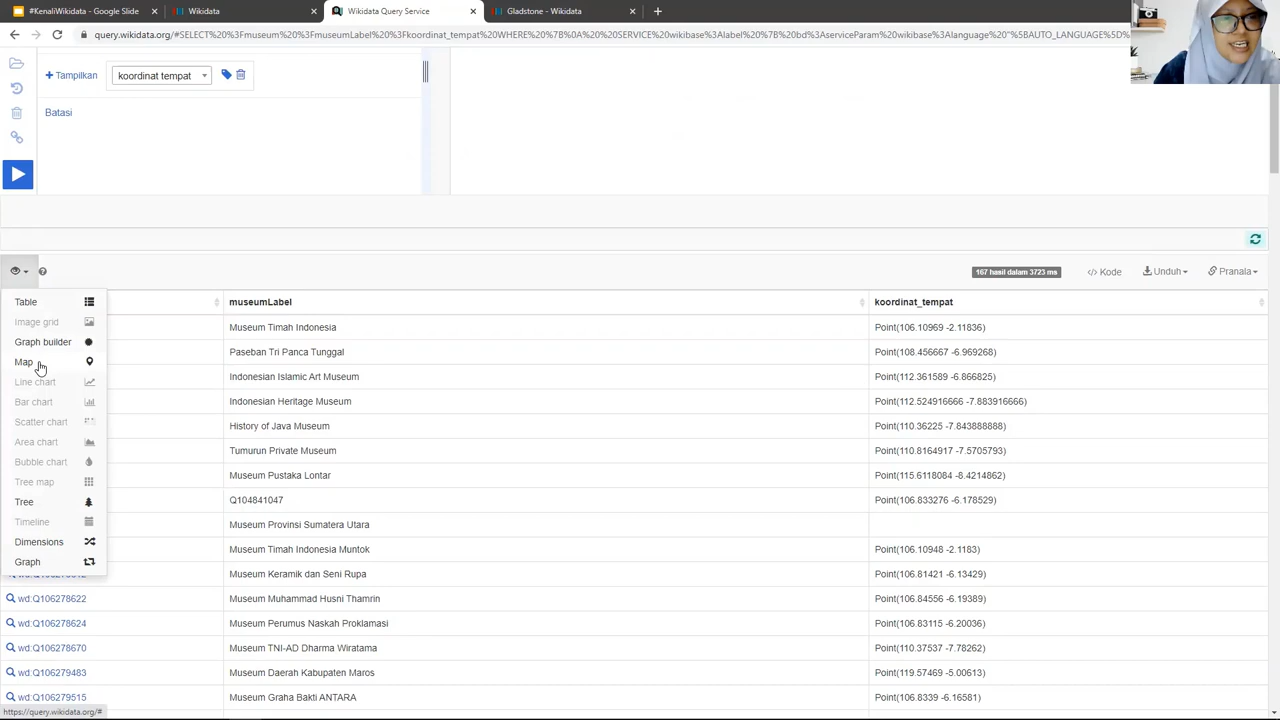 #KenaliWikidata - Google Slide
Wikidata
Wikidata Query Service
Gladstone - Wikidata
query.wikidata.org/#SELECT%20%3Fmuseum%20%3FmuseumLabel%20%3Fkoordinat_tempat%20WHERE%20%7B%0A%20%20SERVICE%20wikibase%3Alabel%20%7B%20bd%3AserviceParam%20wikibase%3Alanguage%20"%5BAUTO_LANGUAGE%5D%
+ Tampilkan
koordinat tempat
Batasi
167 hasil dalam 3723 ms
</> Kode
Unduh
Pranala
Table
Image grid
Graph builder
Map
Line chart
Bar chart
Scatter chart
Area chart
Bubble chart
Tree map
Tree
Timeline
Dimensions
Graph
museumLabel koordinat_tempat
Museum Timah Indonesia Point(106.10969 -2.11836)
Paseban Tri Panca Tunggal Point(108.456667 -6.969268)
Indonesian Islamic Art Museum Point(112.361589 -6.866825)
Indonesian Heritage Museum Point(112.524916666 -7.883916666)
History of Java Museum Point(110.36225 -7.843888888)
Tumurun Private Museum Point(110.8164917 -7.5705793)
Museum Pustaka Lontar Point(115.6118084 -8.4214862)
Q104841047 Point(106.833276 -6.178529)
Museum Provinsi Sumatera Utara
Museum Timah Indonesia Muntok Point(106.10948 -2.1183)
Museum Keramik dan Seni Rupa Point(106.81421 -6.13429)
wd:Q106278622 Museum Muhammad Husni Thamrin Point(106.84556 -6.19389)
wd:Q106278624 Museum Perumus Naskah Proklamasi Point(106.83115 -6.20036)
wd:Q106278670 Museum TNI-AD Dharma Wiratama Point(110.37537 -7.78262)
wd:Q106279483 Museum Daerah Kabupaten Maros Point(119.57469 -5.00613)
wd:Q106279515 Museum Graha Bakti ANTARA Point(106.8339 -6.16581)
https://query.wikidata.org/#